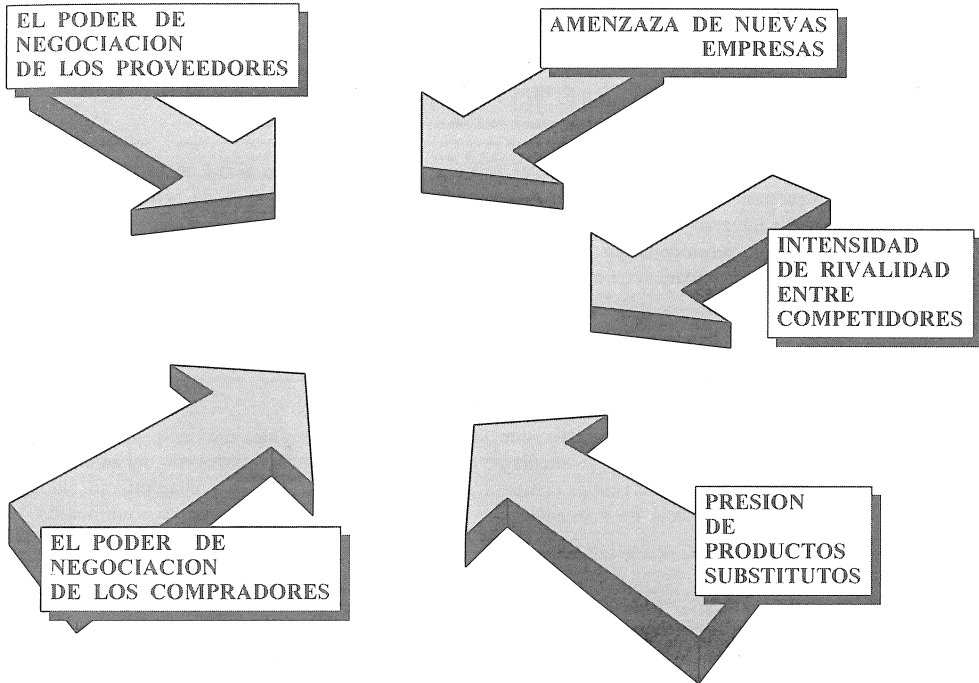 EL PODER DE
NEGOCIACION
DE LOS PROVEEDORES
AMENZAZA DE NUEVAS
EMPRESAS
INTENSIDAD
DE RIVALIDAD
ENTRE
COMPETIDORES
EL PODER DE
NEGOCIACION
DE LOS COMPRADORES
PRESION
DE
PRODUCTOS
SUBSTITUTOS